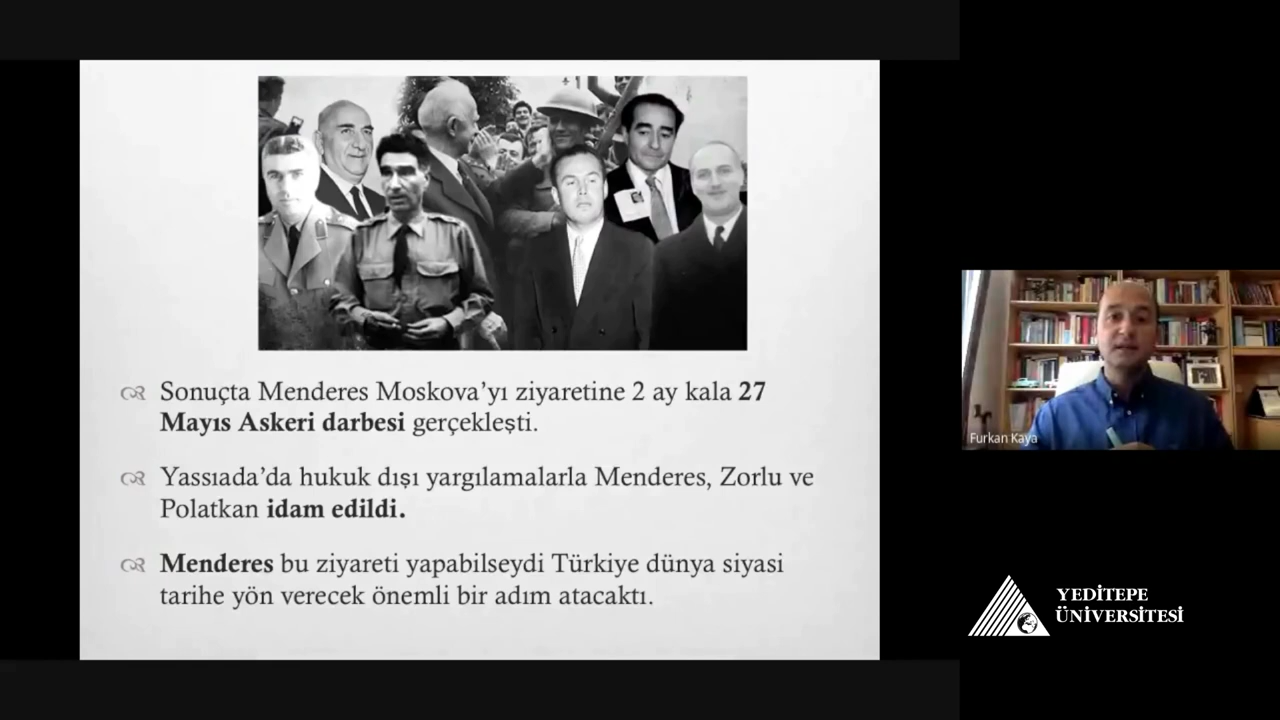 Sonuçta Menderes Moskova’yı ziyaretine 2 ay kala 27
Mayıs Askeri darbesi gerçekleşti.
Yassıada’da hukuk dışı yargılamalarla Menderes, Zorlu ve
Polatkan idam edildi.
Menderes bu ziyareti yapabilseydi Türkiye dünya siyasi
tarihe yön verecek önemli bir adım atacaktı.
Furkan Kaya
YEDİTEPE
ÜNİVERSİTESİ